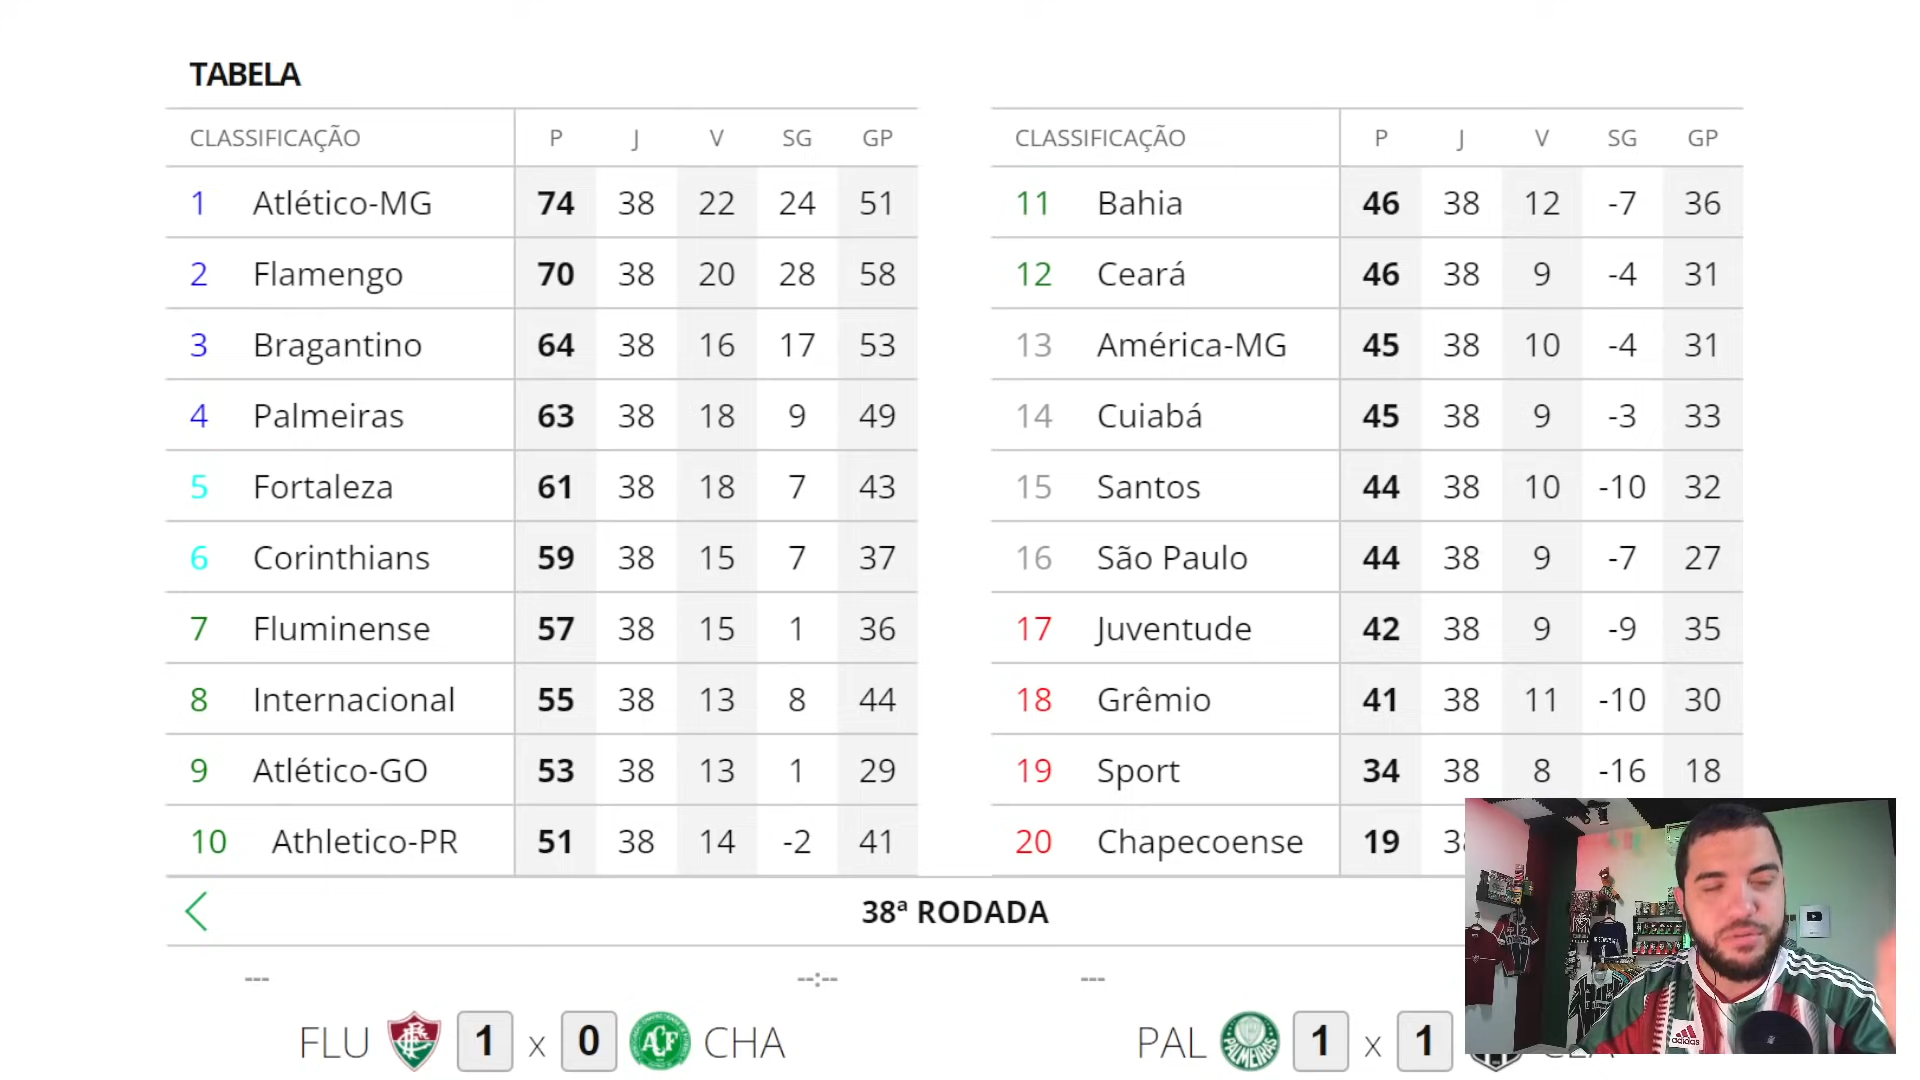 TABELA
CLASSIFICAÇÃO P J V SG GP
1 Atlético-MG 74 38 22 24 51
2 Flamengo 70 38 20 28 58
3 Bragantino 64 38 16 17 53
4 Palmeiras 63 38 18 9 49
5 Fortaleza 61 38 18 7 43
6 Corinthians 59 38 15 7 37
7 Fluminense 57 38 15 1 36
8 Internacional 55 38 13 8 44
9 Atlético-GO 53 38 13 1 29
10 Athletico-PR 51 38 14 -2 41
CLASSIFICAÇÃO P J V SG GP
11 Bahia 46 38 12 -7 36
12 Ceará 46 38 9 -4 31
13 América-MG 45 38 10 -4 31
14 Cuiabá 45 38 9 -3 33
15 Santos 44 38 10 -10 32
16 São Paulo 44 38 9 -7 27
17 Juventude 42 38 9 -9 35
18 Grêmio 41 38 11 -10 30
19 Sport 34 38 8 -16 18
20 Chapecoense 19
38ª RODADA
--- --:-- ---
FLU 1 x 0 CHA
PAL PALMEIRAS 1 x 1
adidas